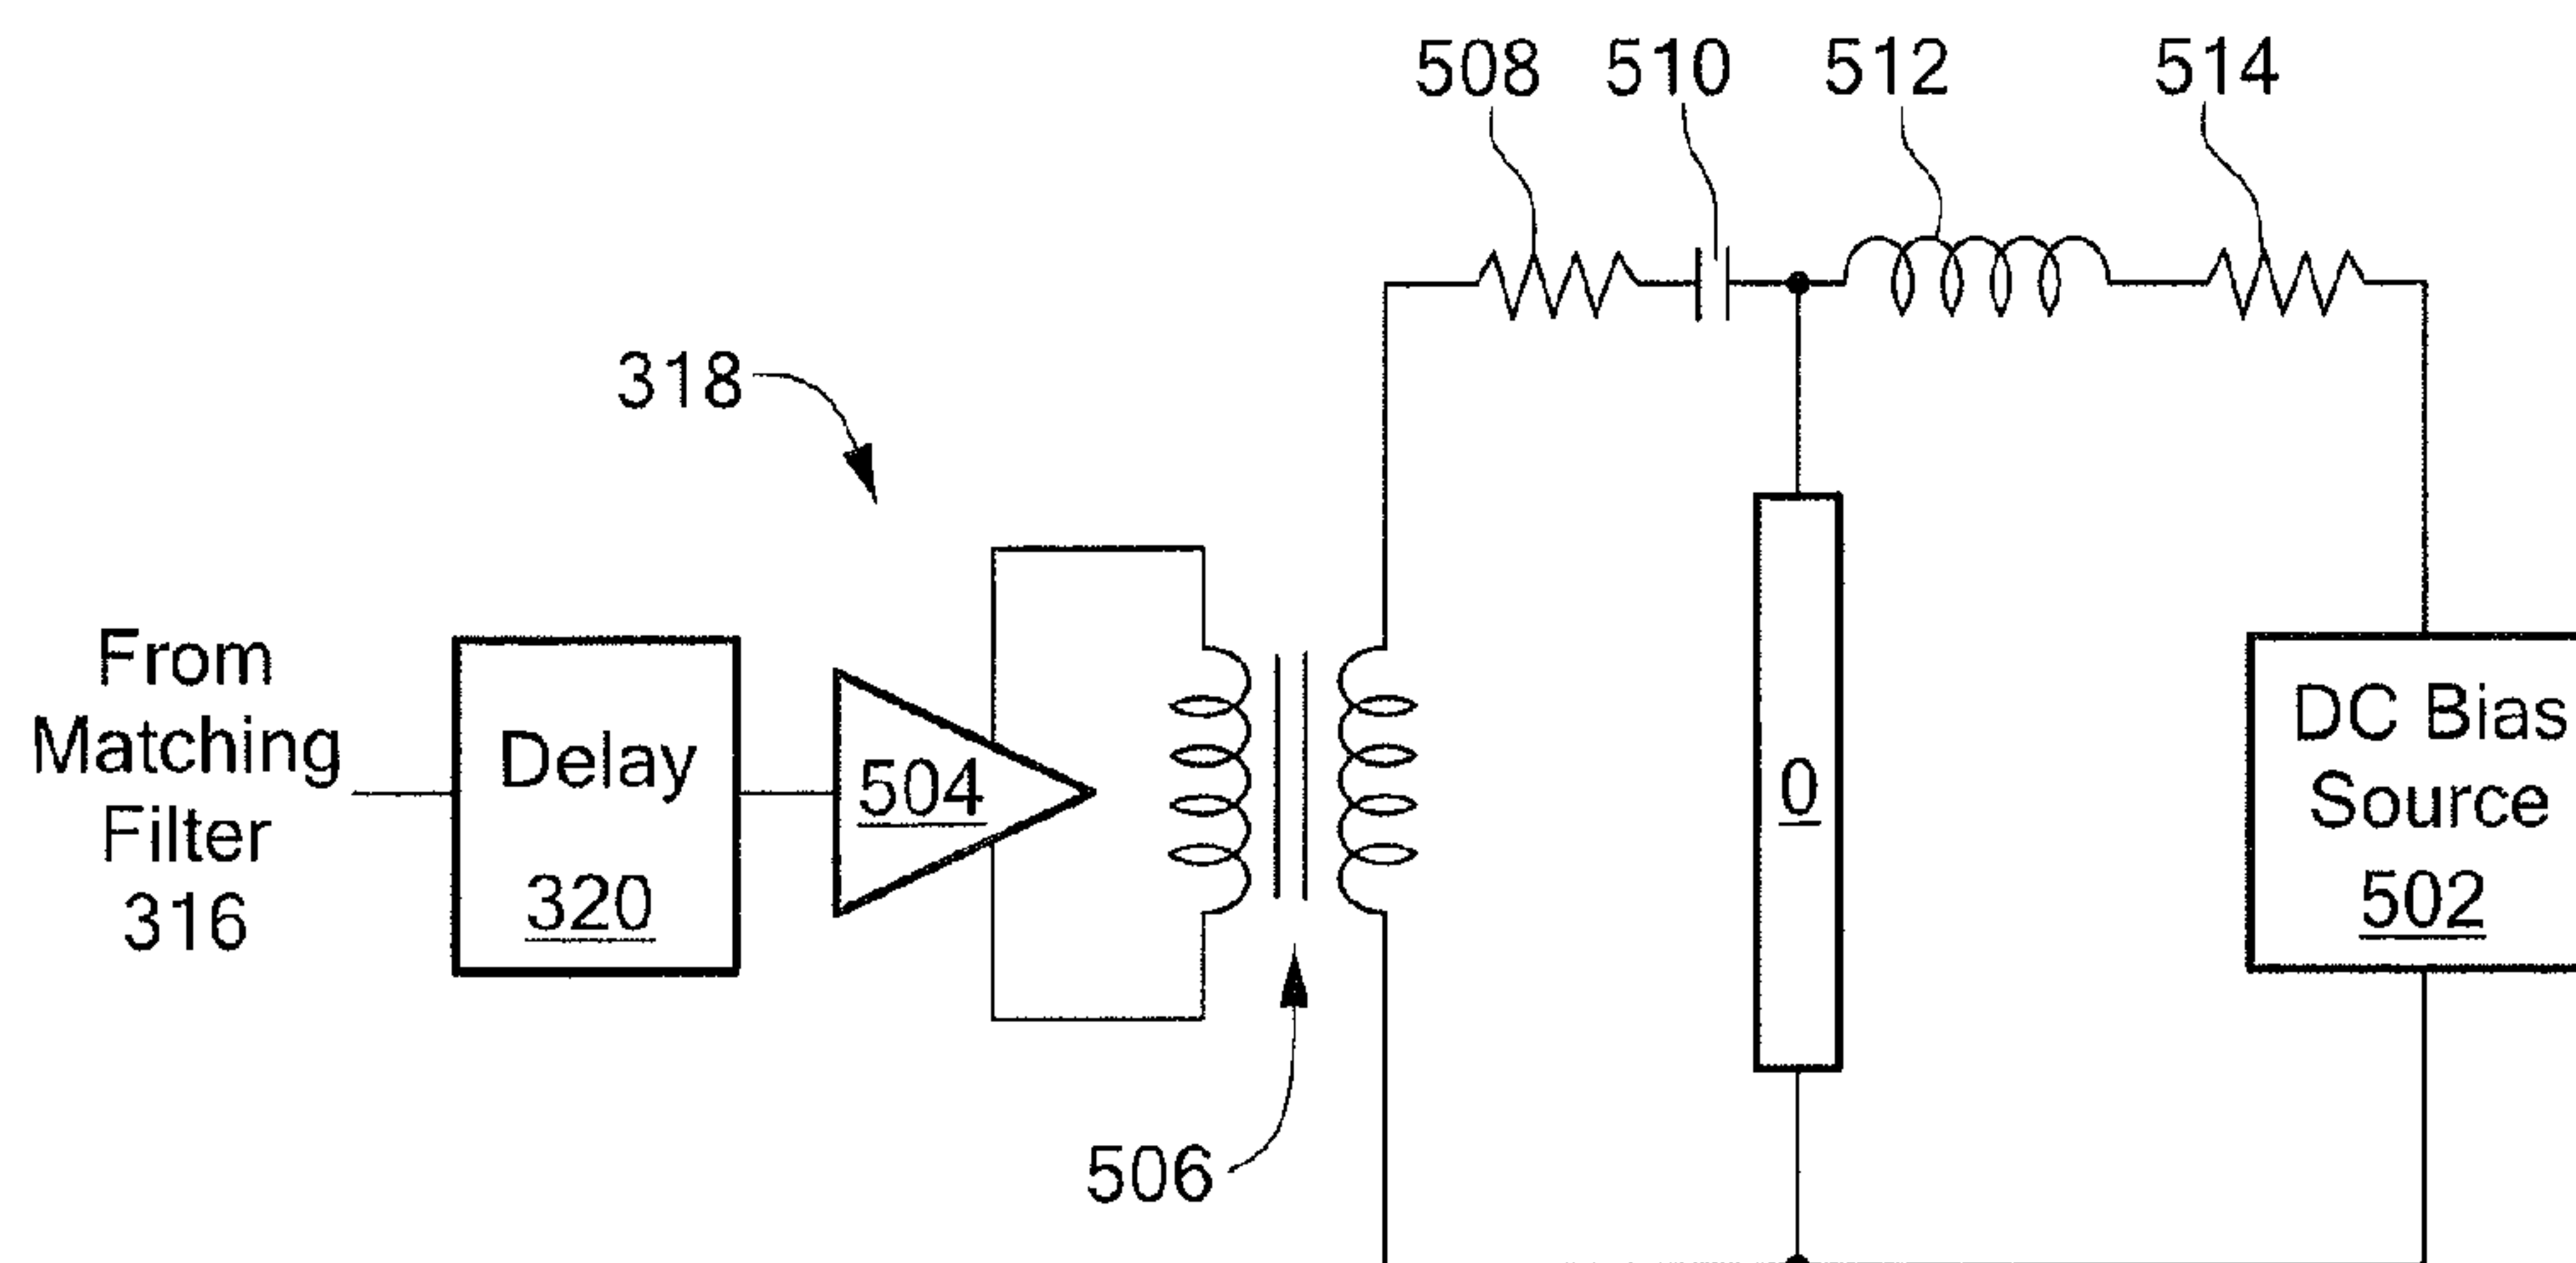 508 510 512 514
318
From
Matching
Filter
316
Delay
320
504
0
DC Bias
Source
502
506